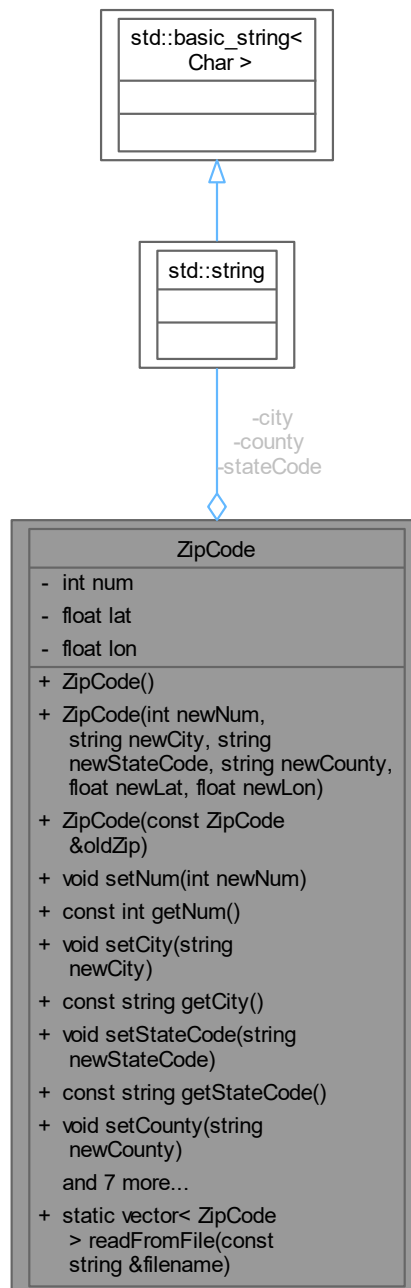 std::basic_string<
Char >
std::string
-city
-county
-stateCode
ZipCode
- int num
- float lat
- float lon
+ ZipCode()
+ ZipCode(int newNum,
string newCity, string
newStateCode, string newCounty,
float newLat, float newLon)
+ ZipCode(const ZipCode
&oldZip)
+ void setNum(int newNum)
+ const int getNum()
+ void setCity(string
newCity)
+ const string getCity()
+ void setStateCode(string
newStateCode)
+ const string getStateCode()
+ void setCounty(string
newCounty)
and 7 more...
+ static vector< ZipCode
> readFromFile(const
string &filename)